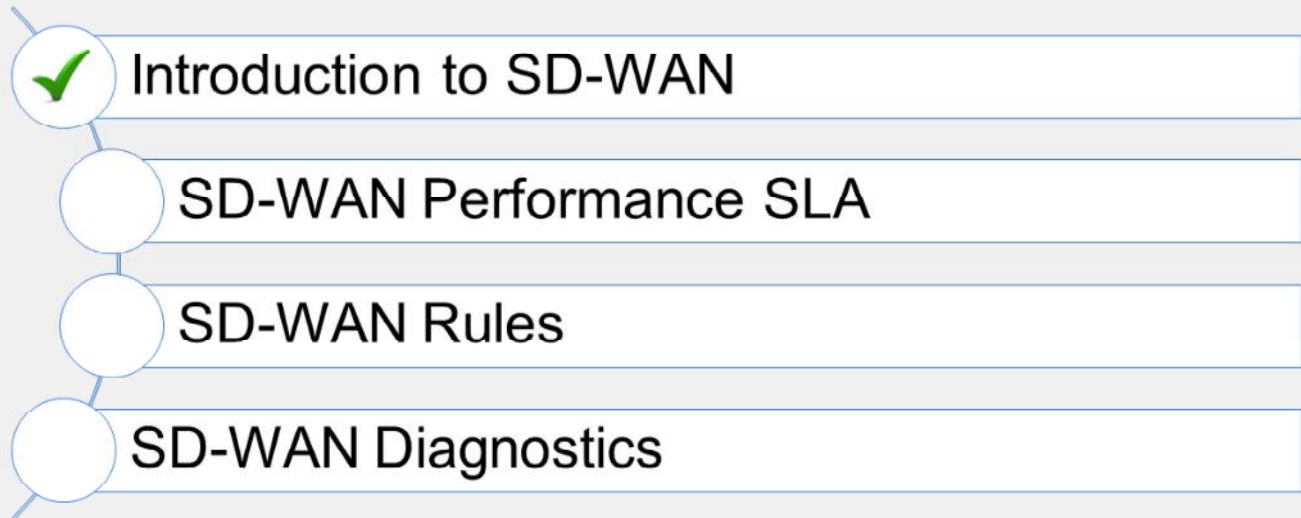 Introduction to SD-WAN
SD-WAN Performance SLA
SD-WAN Rules
SD-WAN Diagnostics